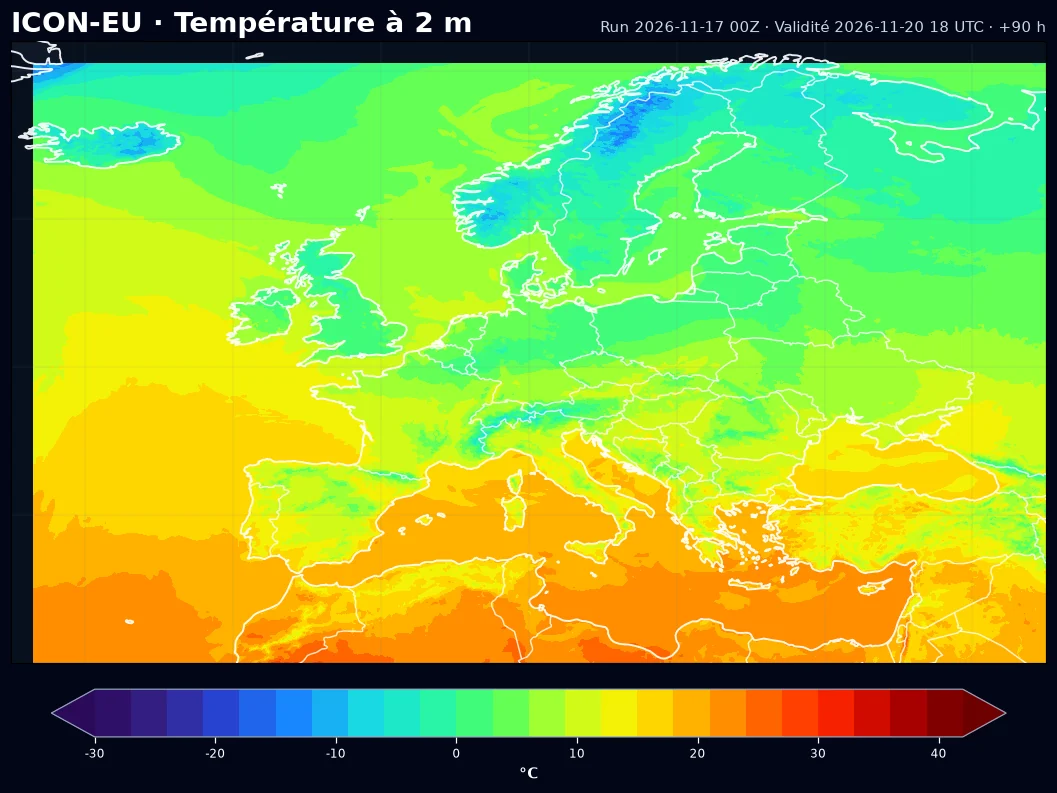 ICON-EU · Température à 2 m
Run 2026-11-17 00Z · Validité 2026-11-20 18 UTC · +90 h
-30 -20 -10 0 10 20 30 40
°C